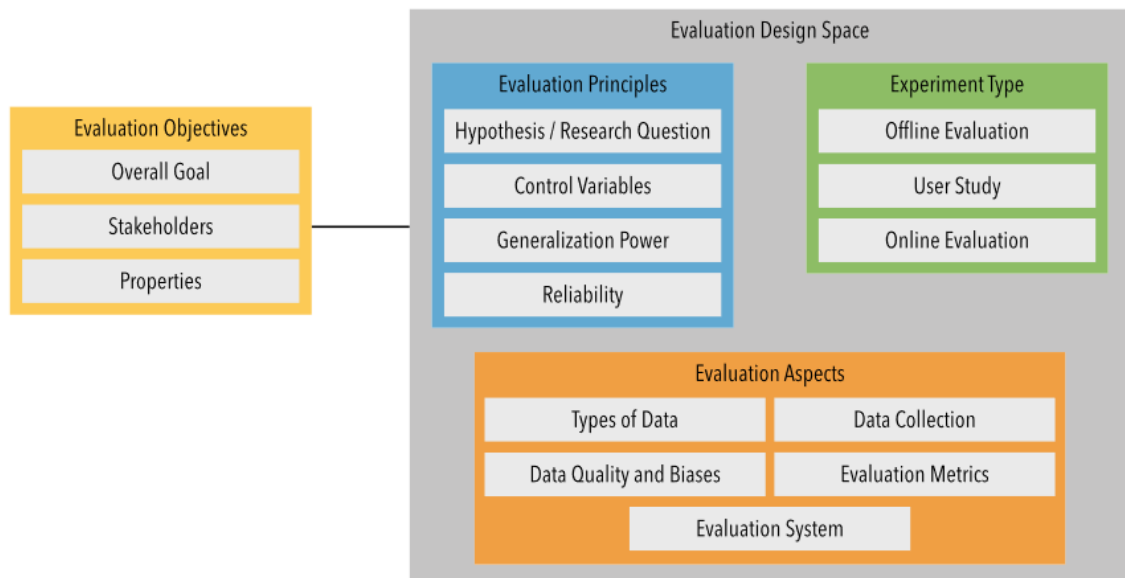 Evaluation Objectives
Overall Goal
Stakeholders
Properties
Evaluation Design Space
Evaluation Principles
Hypothesis / Research Question
Control Variables
Generalization Power
Reliability
Experiment Type
Offline Evaluation
User Study
Online Evaluation
Evaluation Aspects
Types of Data
Data Collection
Data Quality and Biases
Evaluation Metrics
Evaluation System